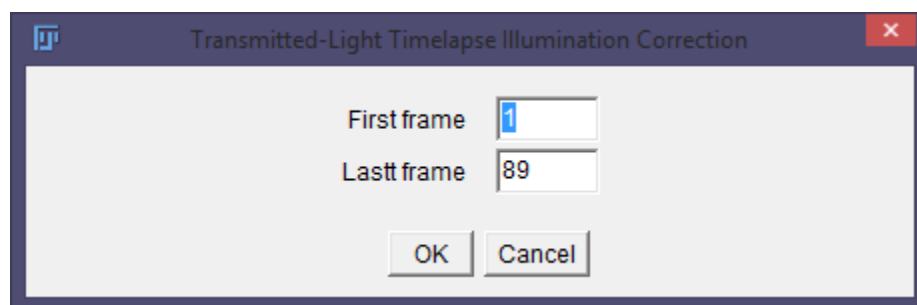 Transmitted-Light Timelapse Illumination Correction
First frame 1
Lastt frame 89
OK Cancel